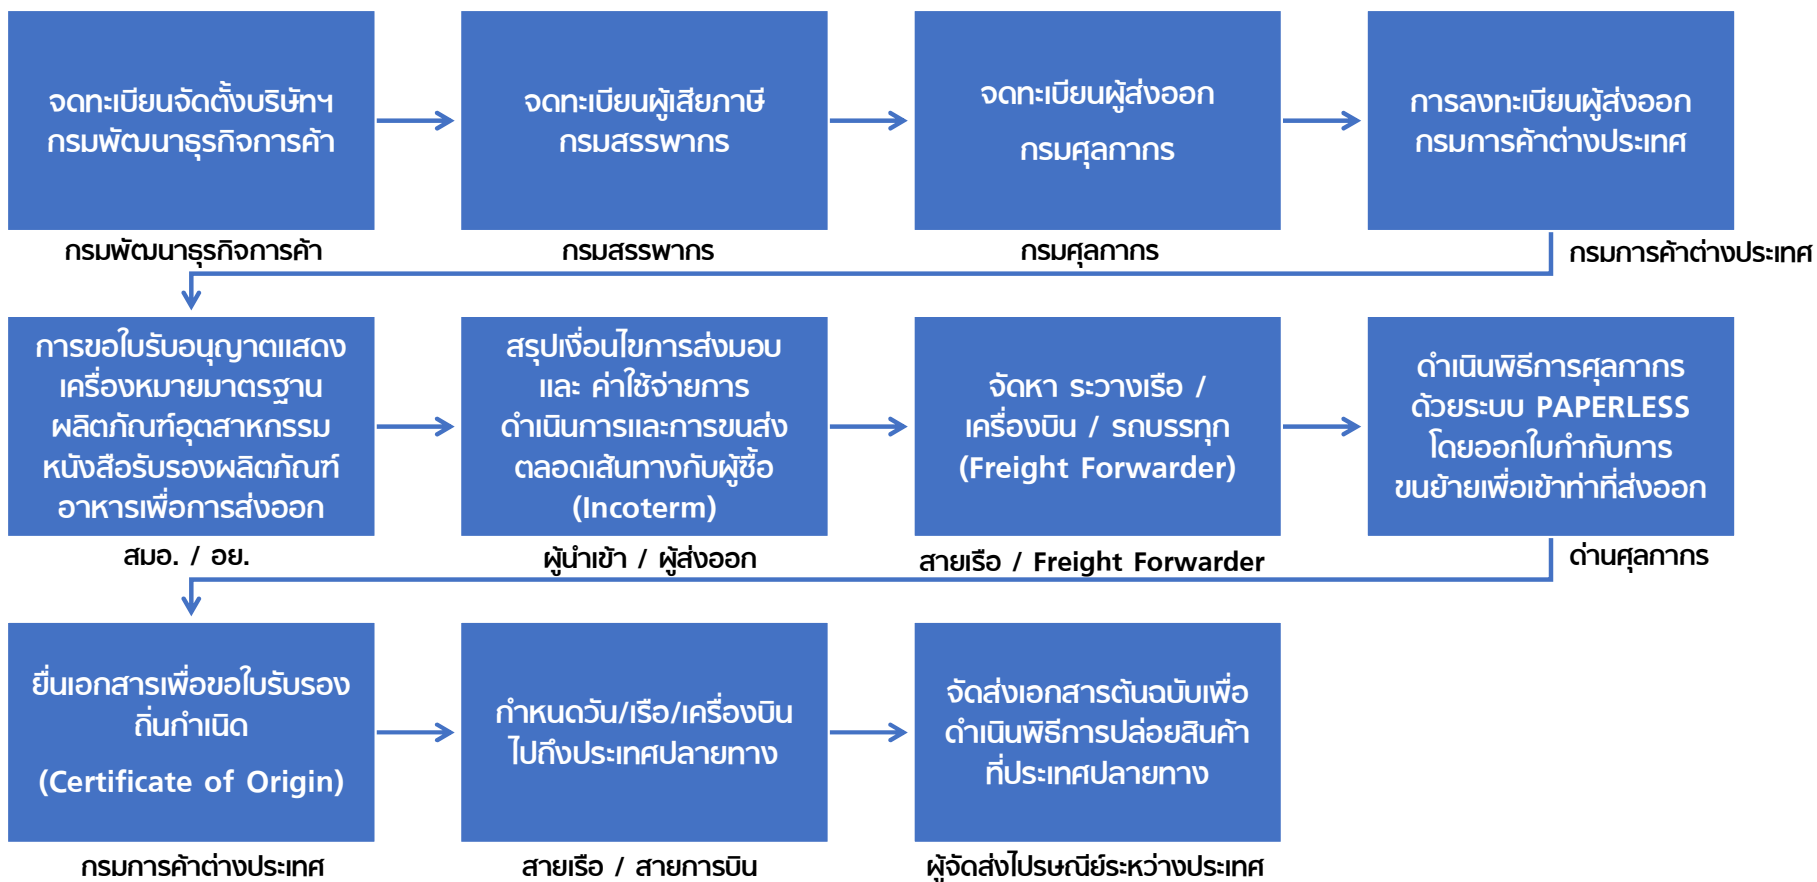 จดทะเบียนจัดตั้งบริษัทฯ
กรมพัฒนาธุรกิจการค้า
กรมพัฒนาธุรกิจการค้า
จดทะเบียนผู้เสียภาษี
กรมสรรพากร
กรมสรรพากร
จดทะเบียนผู้ส่งออก
กรมศุลกากร
กรมศุลกากร
การลงทะเบียนผู้ส่งออก
กรมการค้าต่างประเทศ
กรมการค้าต่างประเทศ
การขอใบรับอนุญาตแสดง
เครื่องหมายมาตรฐาน
ผลิตภัณฑ์อุตสาหกรรม
หนังสือรับรองผลิตภัณฑ์
อาหารเพื่อการส่งออก
สมอ. / อย.
สรุปเงื่อนไขการส่งมอบ
และ ค่าใช้จ่ายการ
ดำเนินการและการขนส่ง
ตลอดเส้นทางกับผู้ซื้อ
(Incoterm)
ผู้นำเข้า / ผู้ส่งออก
จัดหา ระวางเรือ /
เครื่องบิน / รถบรรทุก
(Freight Forwarder)
สายเรือ / Freight Forwarder
ดำเนินพิธีการศุลกากร
ด้วยระบบ PAPERLESS
โดยออกใบกำกับการ
ขนย้ายเพื่อเข้าท่าที่ส่งออก
ด่านศุลกากร
ยื่นเอกสารเพื่อขอใบรับรอง
ถิ่นกำเนิด
(Certificate of Origin)
กรมการค้าต่างประเทศ
กำหนดวัน/เรือ/เครื่องบิน
ไปถึงประเทศปลายทาง
สายเรือ / สายการบิน
จัดส่งเอกสารต้นฉบับเพื่อ
ดำเนินพิธีการปล่อยสินค้า
ที่ประเทศปลายทาง
ผู้จัดส่งไปรษณีย์ระหว่างประเทศ